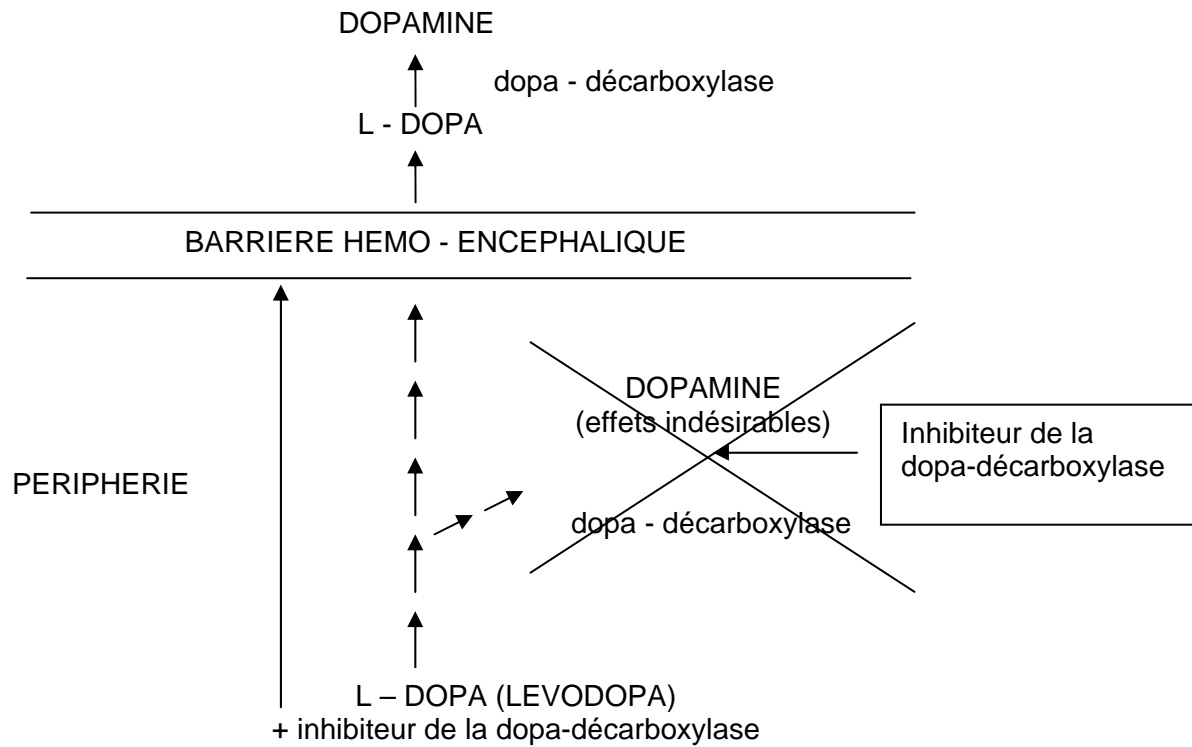 DOPAMINE
dopa - décarboxylase
L - DOPA
BARRIERE HEMO - ENCEPHALIQUE
DOPAMINE
(effets indésirables)
Inhibiteur de la
dopa-décarboxylase
PERIPHERIE
dopa - décarboxylase
L – DOPA (LEVODOPA)
+ inhibiteur de la dopa-décarboxylase